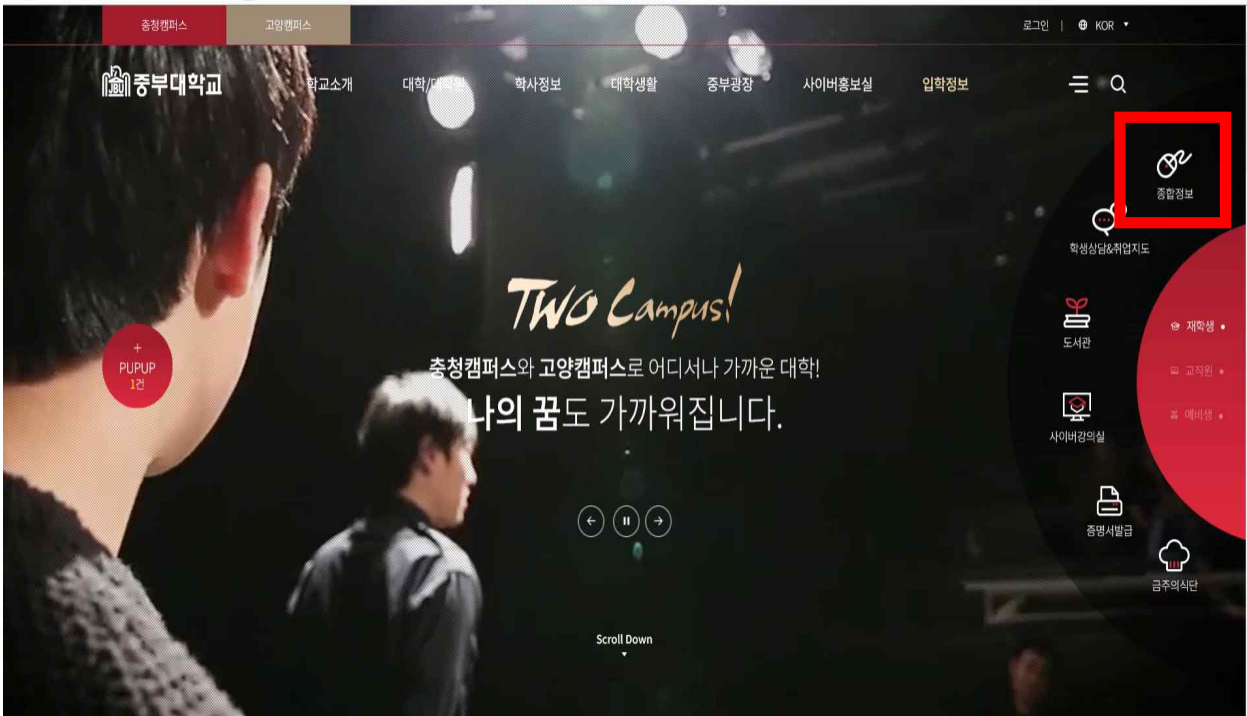 충청캠퍼스
고양캠퍼스
로그인 | KOR
중부대학교
학교소개
대학/대학원
학사정보
대학생활
중부광장
사이버홍보실
입학정보
종합정보
학생상담&취업지도
도서관
사이버강의실
증명서발급
금주의식단
재학생
교직원
예비생
+
PUPUP
1건
TWO Campus!
충청캠퍼스와 고양캠퍼스로 어디서나 가까운 대학!
나의 꿈도 가까워집니다.
Scroll Down